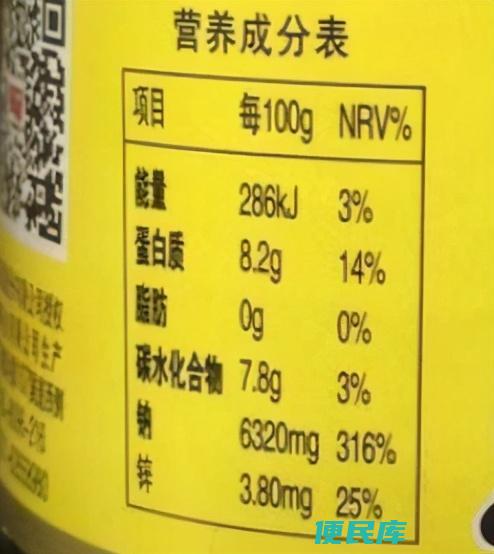 营养成分表
项目 每100g NRV%
能量 286kJ 3%
蛋白质 8.2g 14%
脂肪 0g 0%
碳水化合物 7.8g 3%
钠 6320mg 316%
锌 3.80mg 25%
生产
便民库